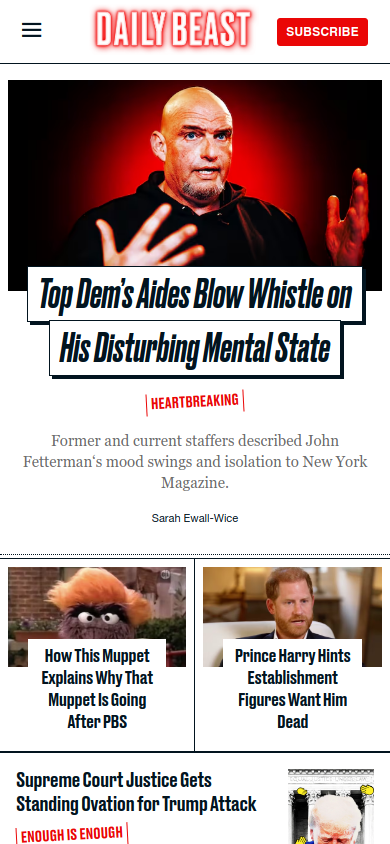 DAILY BEAST
SUBSCRIBE
Top Dem's Aides Blow Whistle on
His Disturbing Mental State
HEARTBREAKING
Former and current staffers described John
Fetterman‘s mood swings and isolation to New York
Magazine.
Sarah Ewall-Wice
How This Muppet
Explains Why That
Muppet Is Going
After PBS
Prince Harry Hints
Establishment
Figures Want Him
Dead
Supreme Court Justice Gets
Standing Ovation for Trump Attack
ENOUGH IS ENOUGH